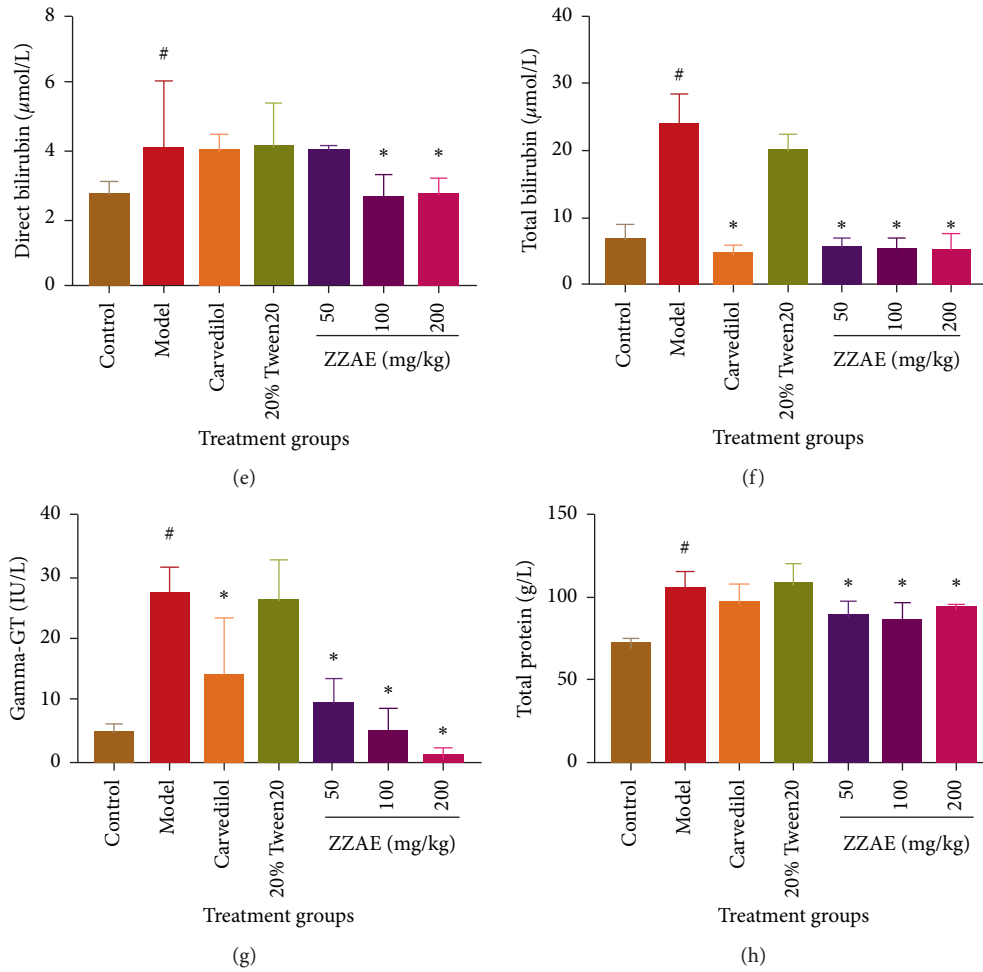 Direct bilirubin (µmol/L)
8
6
4
2
0
#
*
*
Control
Model
Carvedilol
20% Tween20
50
100
200
ZZAE (mg/kg)
Treatment groups
(e)
Total bilirubin (µmol/L)
40
30
20
10
0
#
*
*
*
*
Control
Model
Carvedilol
20% Tween20
50
100
200
ZZAE (mg/kg)
Treatment groups
(f)
Gamma-GT (IU/L)
40
30
20
10
0
#
*
*
*
*
Control
Model
Carvedilol
20% Tween20
50
100
200
ZZAE (mg/kg)
Treatment groups
(g)
Total protein (g/L)
150
100
50
0
#
*
*
*
Control
Model
Carvedilol
20% Tween20
50
100
200
ZZAE (mg/kg)
Treatment groups
(h)